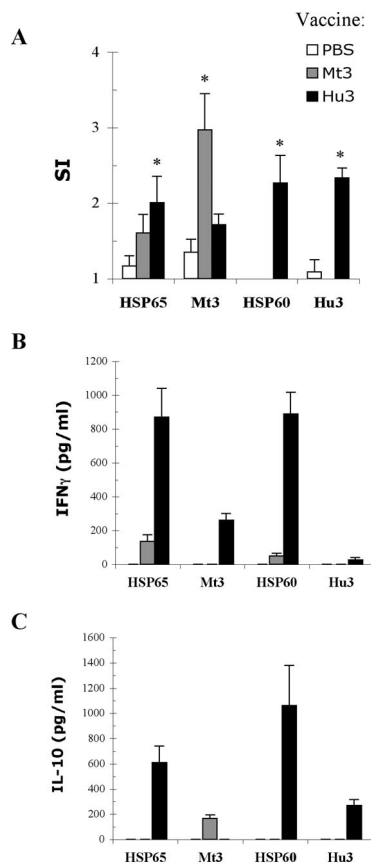 Vaccine:
A
PBS
Mt3
Hu3
*
*
*
*
4
3
2
1
SI
HSP65 Mt3 HSP60 Hu3
B
1200
1000
800
600
400
200
0
IFNγ (pg/ml)
HSP65 Mt3 HSP60 Hu3
C
1600
1400
1200
1000
800
600
400
200
0
IL-10 (pg/ml)
HSP65 Mt3 HSP60 Hu3